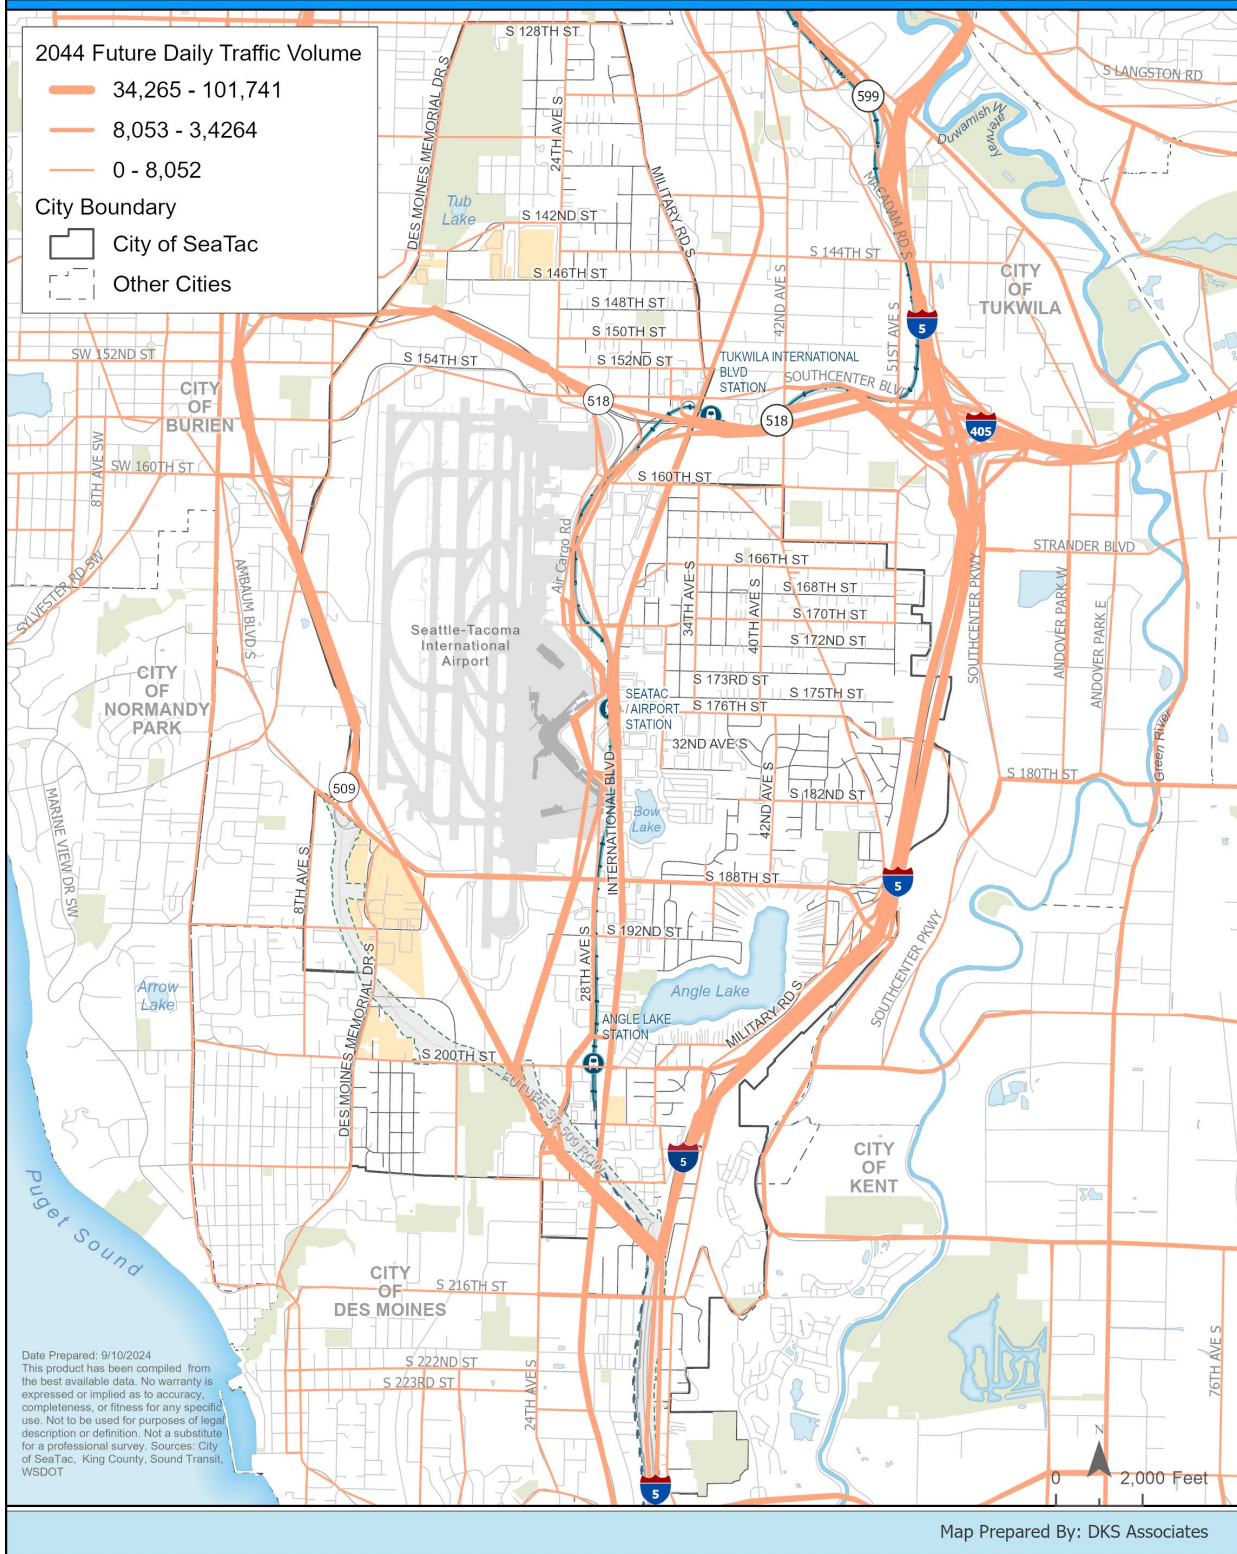 2044 Future Daily Traffic Volume
34,265 - 101,741
8,053 - 3,4264
0 - 8,052
City Boundary
City of SeaTac
Other Cities
S 128TH ST
S LANGSTON RD
599
Duwamish Waterway
24TH AVE S
DES MOINES MEMORIAL DR S
MILITARY RD S
MACADAM RD S
Tub
Lake
S 142ND ST
S 144TH ST
S 146TH ST
42ND AVE S
CITY
OF
TUKWILA
S 148TH ST
S 150TH ST
51ST AVE S
5
SW 152ND ST
S 154TH ST
S 152ND ST
TUKWILA INTERNATIONAL
BLVD
STATION
SOUTHCENTER BLVD
CITY
OF
BURIEN
518
518
405
8TH AVE SW
SW 160TH ST
S 160TH ST
Air Cargo Rd
STRANDER BLVD
S 166TH ST
SYLVESTER RD SW
AMBAUM BLVD S
34TH AVE S
40TH AVE S
S 168TH ST
S 170TH ST
S 172ND ST
SOUTHCENTER PKWY
ANDOVER PARK W
ANDOVER PARK E
Seattle-Tacoma
International
Airport
CITY
OF
NORMANDY
PARK
S 173RD ST
S 175TH ST
S 176TH ST
SEATAC
/AIRPORT
STATION
32ND AVE S
Green River
S 180TH ST
509
INTERNATIONAL BLVD
42ND AVE S
S 182ND ST
Bow
Lake
MARINE VIEW DR SW
8TH AVE S
S 188TH ST
5
S 192ND ST
28TH AVE S
SOUTHCENTER PKWY
DES MOINES MEMORIAL DR S
Arrow
Lake
Angle Lake
MILITARY RD S
ANGLE LAKE
STATION
S 200TH ST
FUTURE SR 509 ROW
5
CITY
OF
KENT
Puget Sound
CITY
OF
DES MOINES
S 216TH ST
S 222ND ST
S 223RD ST
24TH AVE S
76TH AVE S
Date Prepared: 9/10/2024
This product has been compiled from
the best available data. No warranty is
expressed or implied as to accuracy,
completeness, or fitness for any specific
use. Not to be used for purposes of legal
description or definition. Not a substitute
for a professional survey. Sources: City
of SeaTac, King County, Sound Transit,
WSDOT
5
N
0 2,000 Feet
Map Prepared By: DKS Associates